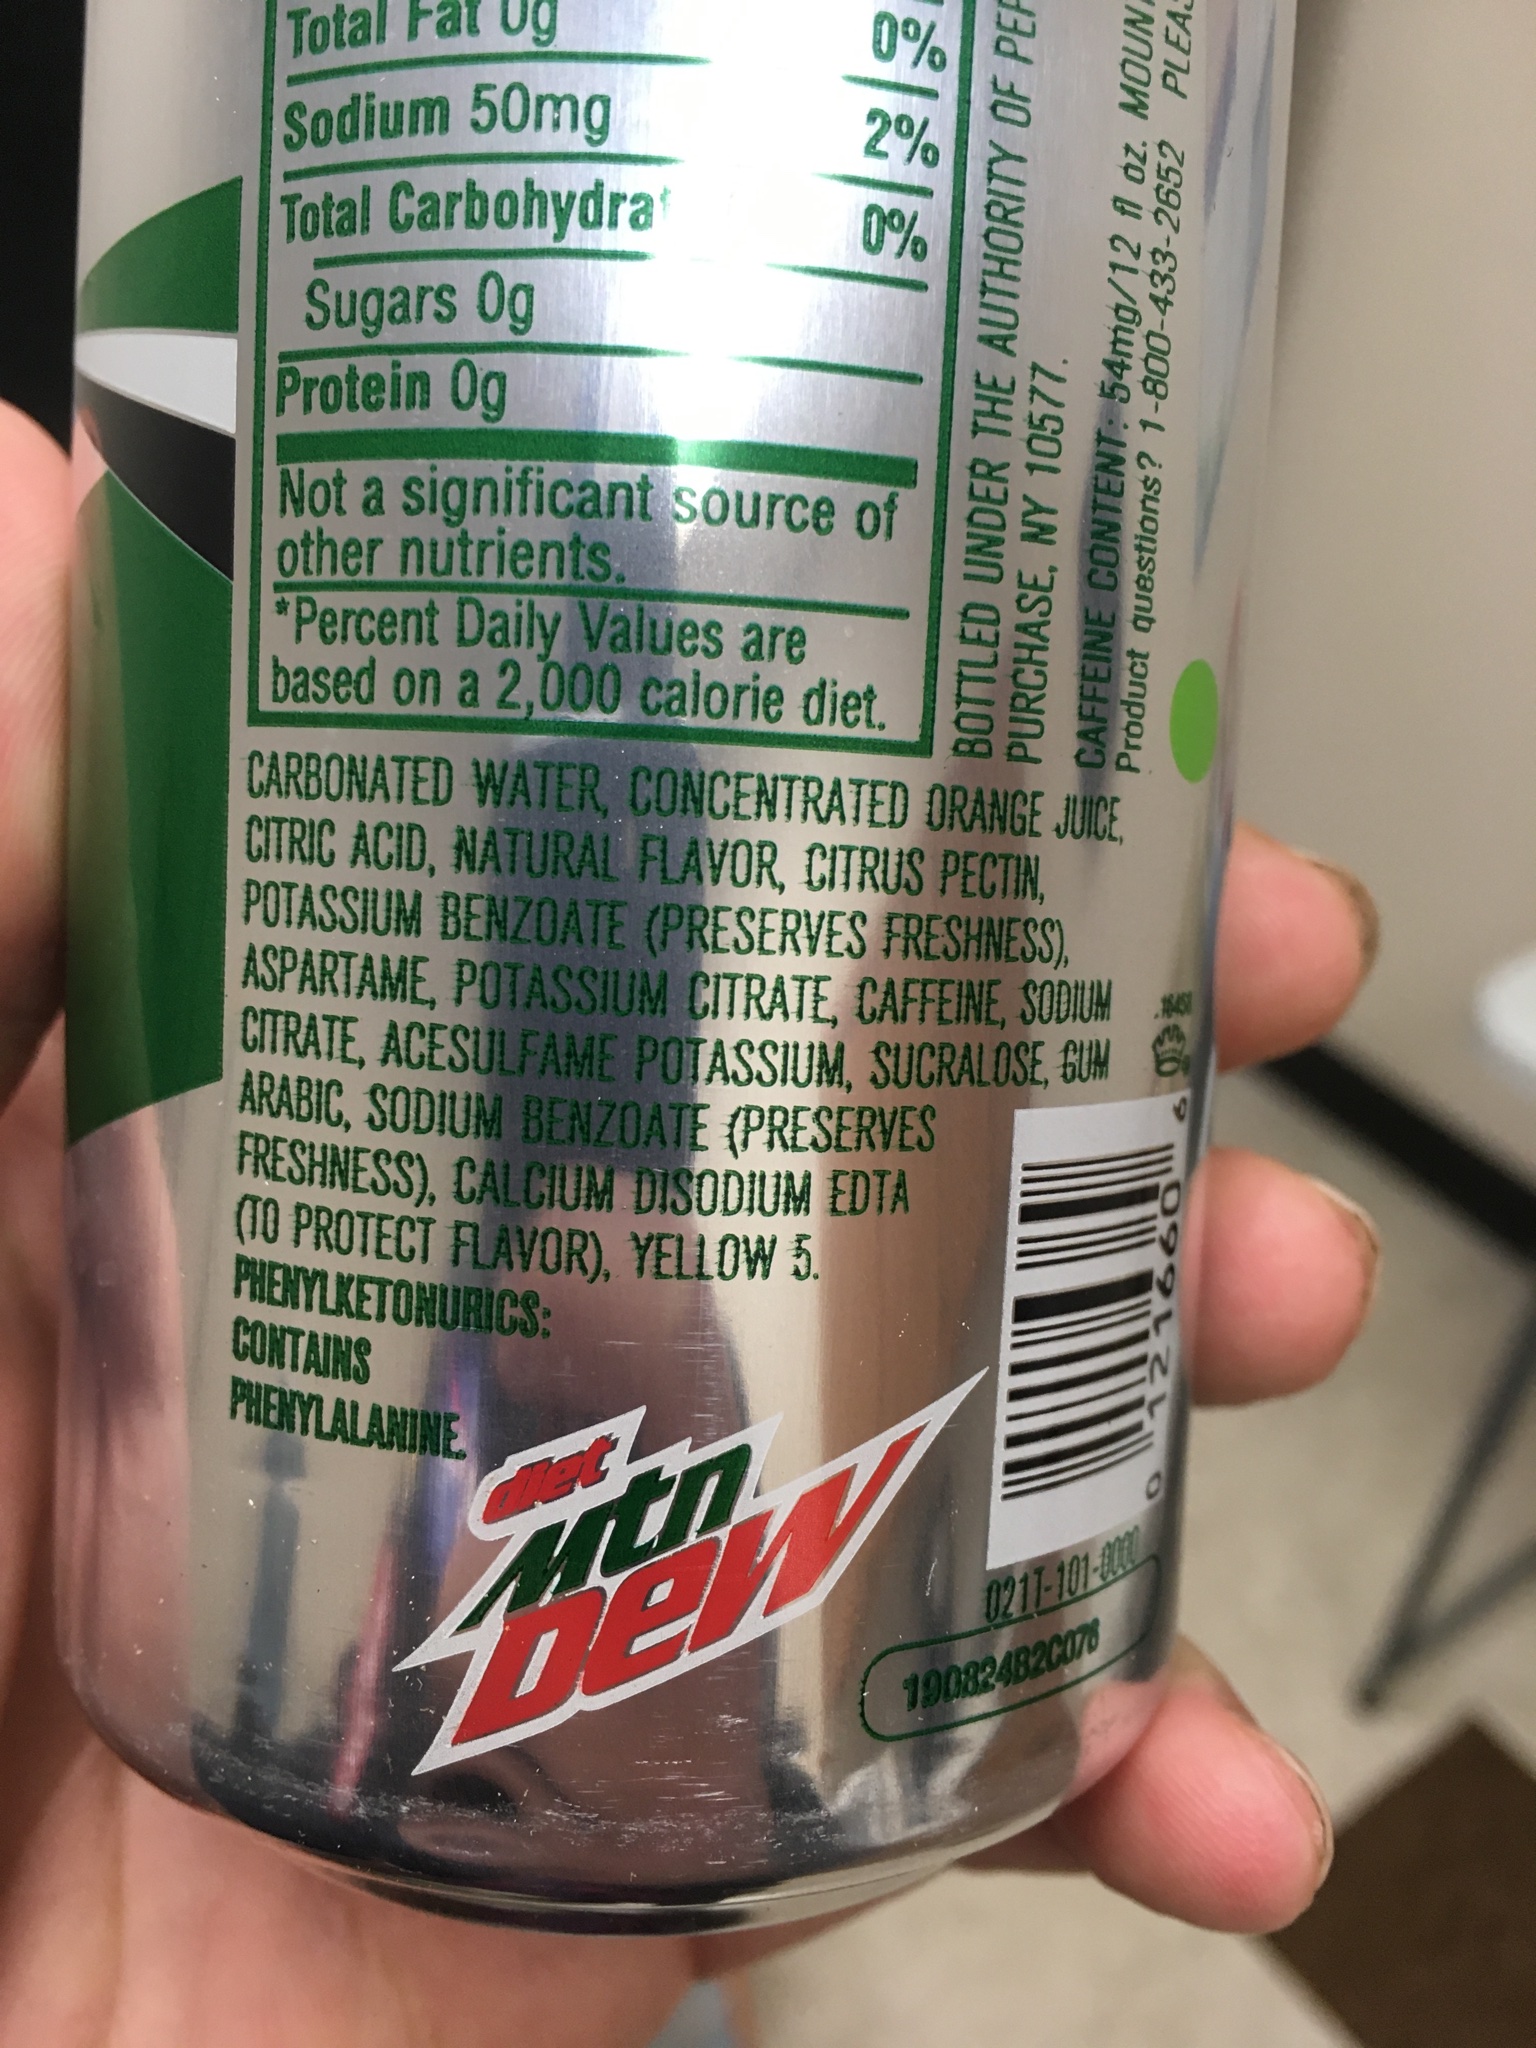 Total Fat 0g 0%
Sodium 50mg 2%
Total Carbohydrat 0%
Sugars 0g
Protein 0g
Not a significant source of
other nutrients.
*Percent Daily Values are
based on a 2,000 calorie diet.
BOTTLED UNDER THE AUTHORITY OF PEP
PURCHASE, NY 10577.
CAFFEINE CONTENT: 54mg/12 fl oz. MOUN
Product questions? 1-800-433-2652 PLEAS
CARBONATED WATER, CONCENTRATED ORANGE JUICE,
CITRIC ACID, NATURAL FLAVOR, CITRUS PECTIN,
POTASSIUM BENZOATE (PRESERVES FRESHNESS),
ASPARTAME, POTASSIUM CITRATE, CAFFEINE, SODIUM
CITRATE, ACESULFAME POTASSIUM, SUCRALOSE, GUM
ARABIC, SODIUM BENZOATE (PRESERVES
FRESHNESS), CALCIUM DISODIUM EDTA
(TO PROTECT FLAVOR), YELLOW 5.
PHENYLKETONURICS:
CONTAINS
PHENYLALANINE.
diet
Mtn
Dew
0 121660 6
021T-101-0000
190824B2C076